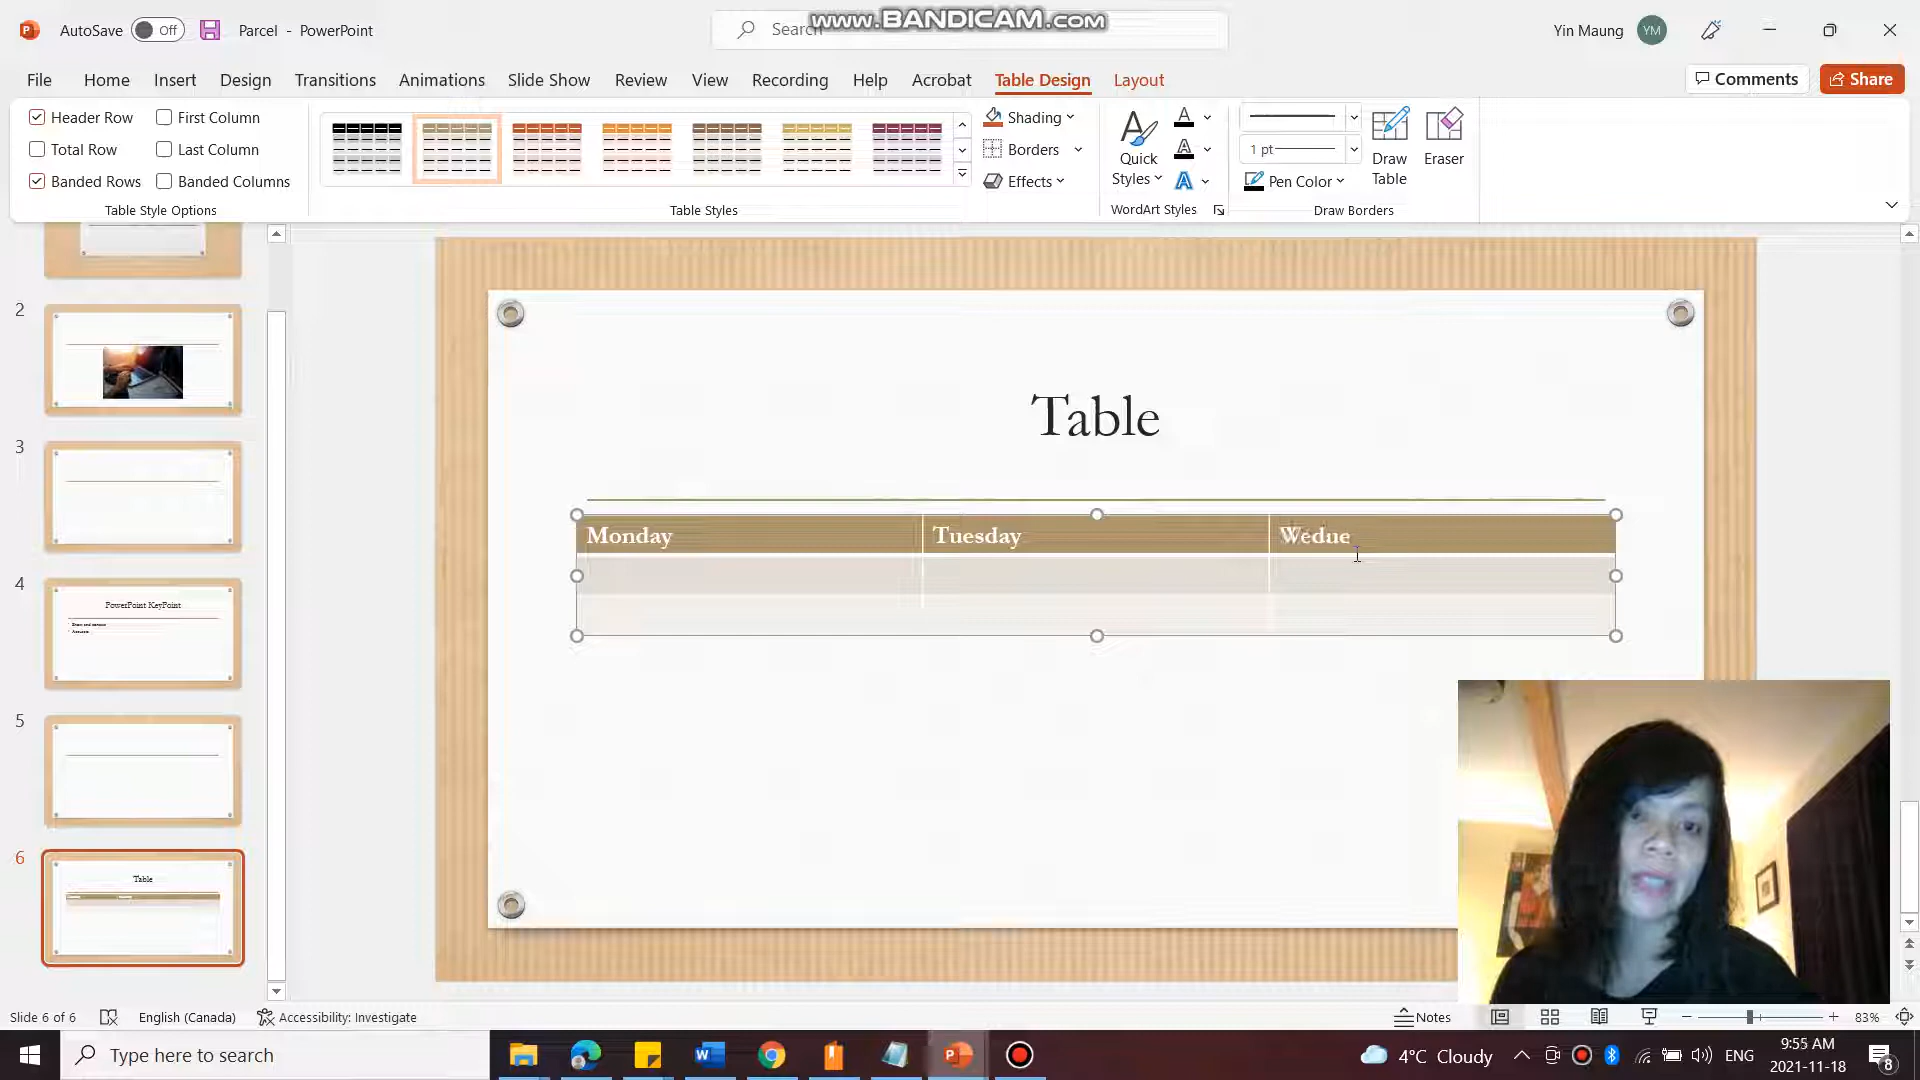 www.BANDICAM.com
AutoSave Off Parcel - PowerPoint Search Yin Maung YM
File Home Insert Design Transitions Animations Slide Show Review View Recording Help Acrobat Table Design Layout Comments Share
Header Row First Column
Total Row Last Column
Banded Rows Banded Columns
Table Style Options
Table Styles
Shading
Borders
Effects
Quick Styles
WordArt Styles
1 pt
Pen Color
Draw Table
Eraser
Draw Borders
2
3
4
PowerPoint KeyPoint
5
6
Table
Table
Monday Tuesday Wedue
Slide 6 of 6 English (Canada) Accessibility: Investigate Notes 83%
Type here to search 4°C Cloudy ENG 9:55 AM
2021-11-18 8